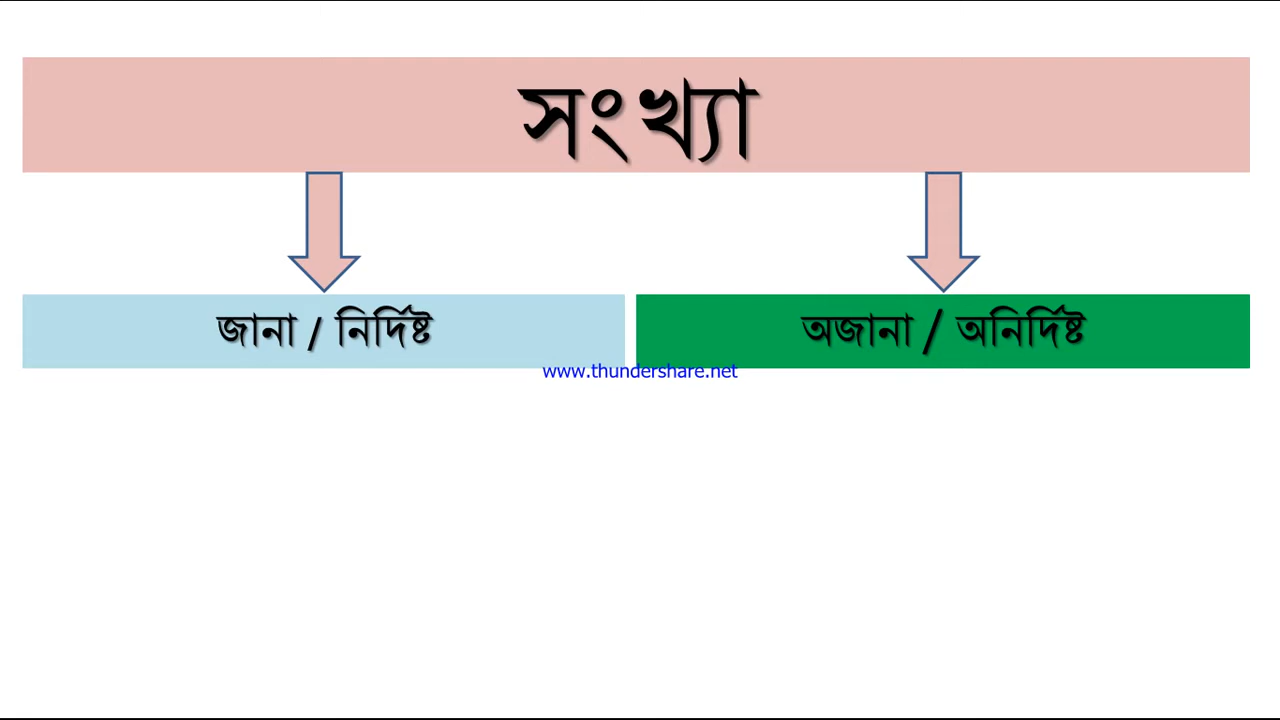 সংখ্যা
জানা / নির্দিষ্ট
অজানা / অনির্দিষ্ট
www.thundershare.net